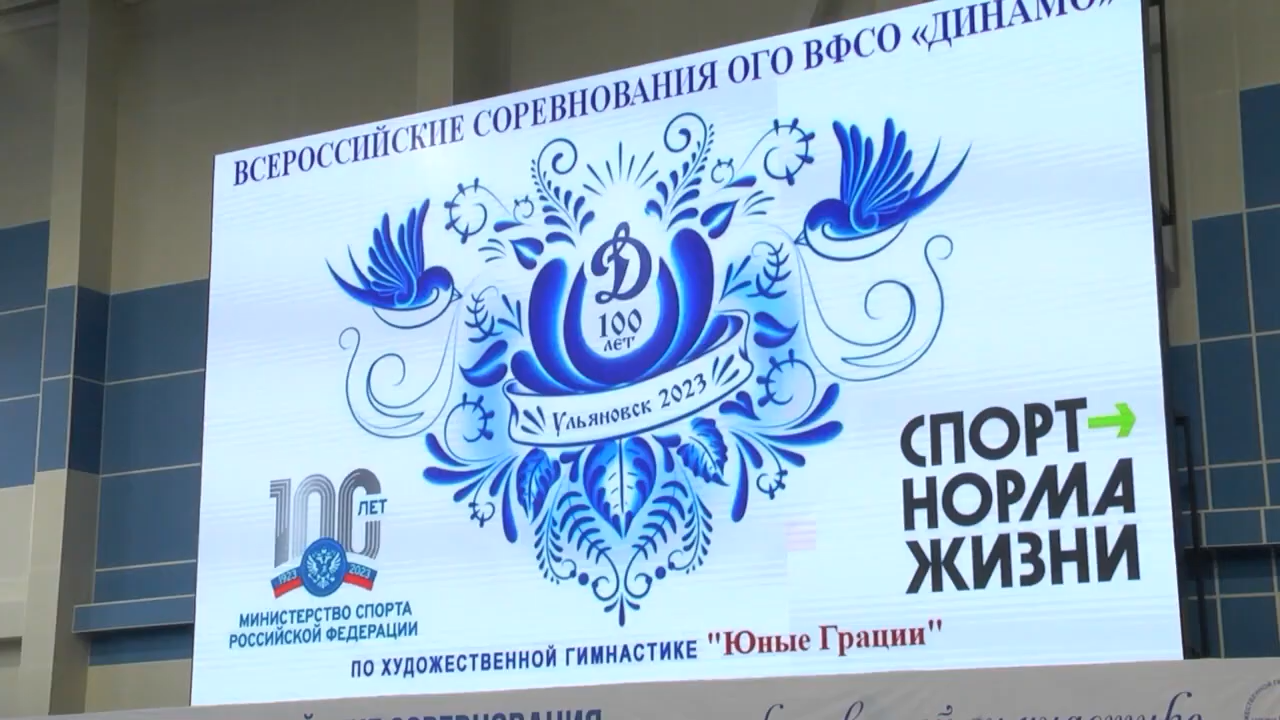 ВСЕРОССИЙСКИЕ СОРЕВНОВАНИЯ ОГО ВФСО «ДИНАМО»
Д
100
ЛЕТ
Ульяновск 2023
СПОРТ
НОРМА
ЖИЗНИ
100 ЛЕТ
1923 2023
МИНИСТЕРСТВО СПОРТА
РОССИЙСКОЙ ФЕДЕРАЦИИ
ПО ХУДОЖЕСТВЕННОЙ ГИМНАСТИКЕ "Юные Грации"
СОРЕВНОВАНИЯ